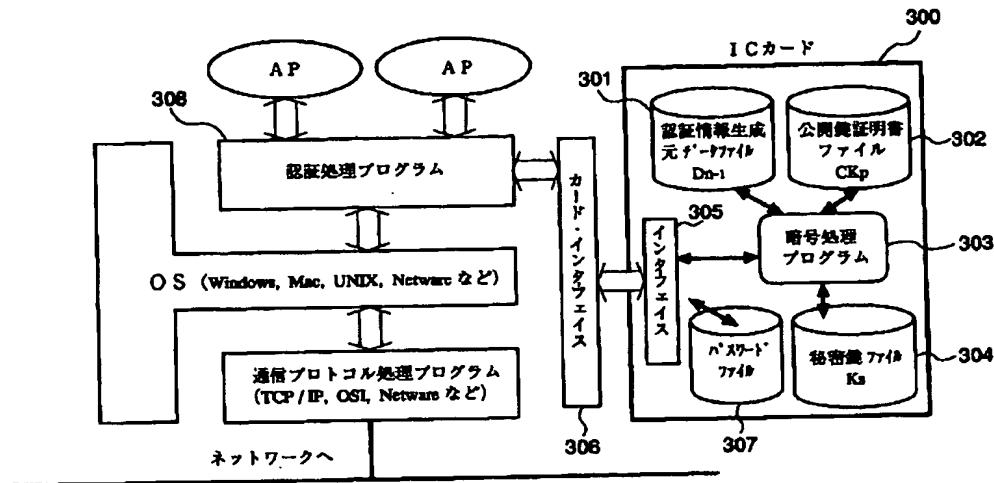 300
ICカード
AP
AP
308
301
認証情報生成
元データファイル
Dn-1
公開鍵証明書
ファイル
CKp
302
認証処理プログラム
カード・インタフェイス
305
インタフェイス
暗号処理
プログラム
303
OS (Windows, Mac, UNIX, Netware など)
通信プロトコル処理プログラム
(TCP / IP, OSI, Netware など)
パスワード
ファイル
秘密鍵ファイル
Ks
304
306
307
ネットワークへ